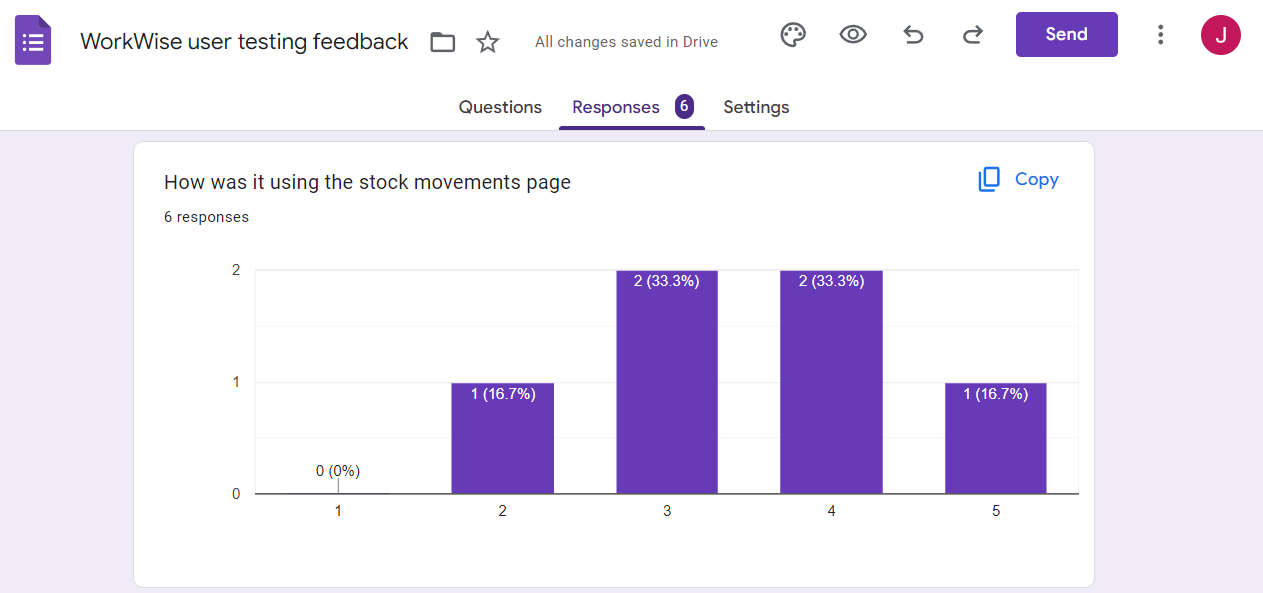 WorkWise user testing feedback
All changes saved in Drive
Send
J
Questions
Responses 6
Settings
How was it using the stock movements page
Copy
6 responses
2
1
0
0 (0%)
1 (16.7%)
2 (33.3%)
2 (33.3%)
1 (16.7%)
1 2 3 4 5